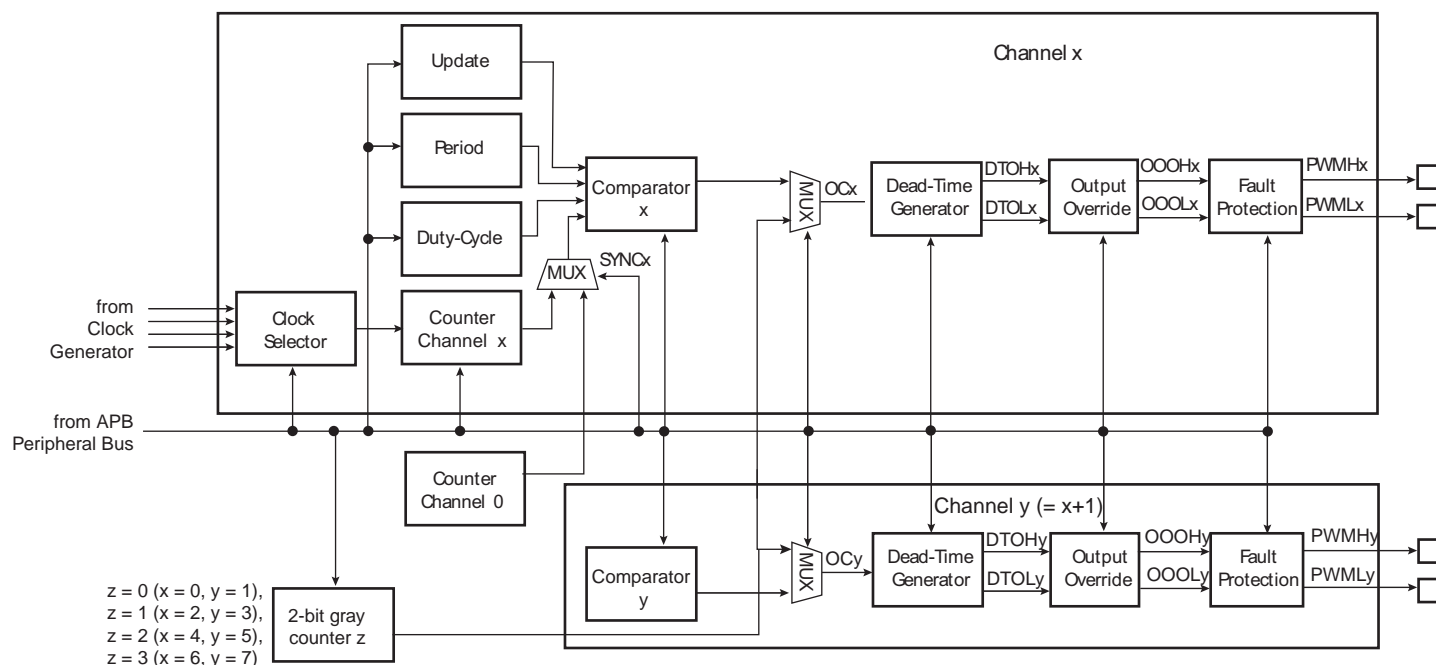 Channel x
Update
Period
Comparator
x
Duty-Cycle
MUX
SYNCx
MUX
OCx
Dead-Time
Generator
DTOHx
DTOLx
Output
Override
OOOHx
OOOLx
Fault
Protection
PWMHx
PWMLx
from
Clock
Generator
Clock
Selector
Counter
Channel x
from APB
Peripheral Bus
Counter
Channel 0
Channel y (= x+1)
Comparator
y
MUX
OCy
Dead-Time
Generator
DTOHy
DTOLy
Output
Override
OOOHy
OOOLy
Fault
Protection
PWMHy
PWMLy
z = 0 (x = 0, y = 1),
z = 1 (x = 2, y = 3),
z = 2 (x = 4, y = 5),
z = 3 (x = 6, y = 7)
2-bit gray
counter z